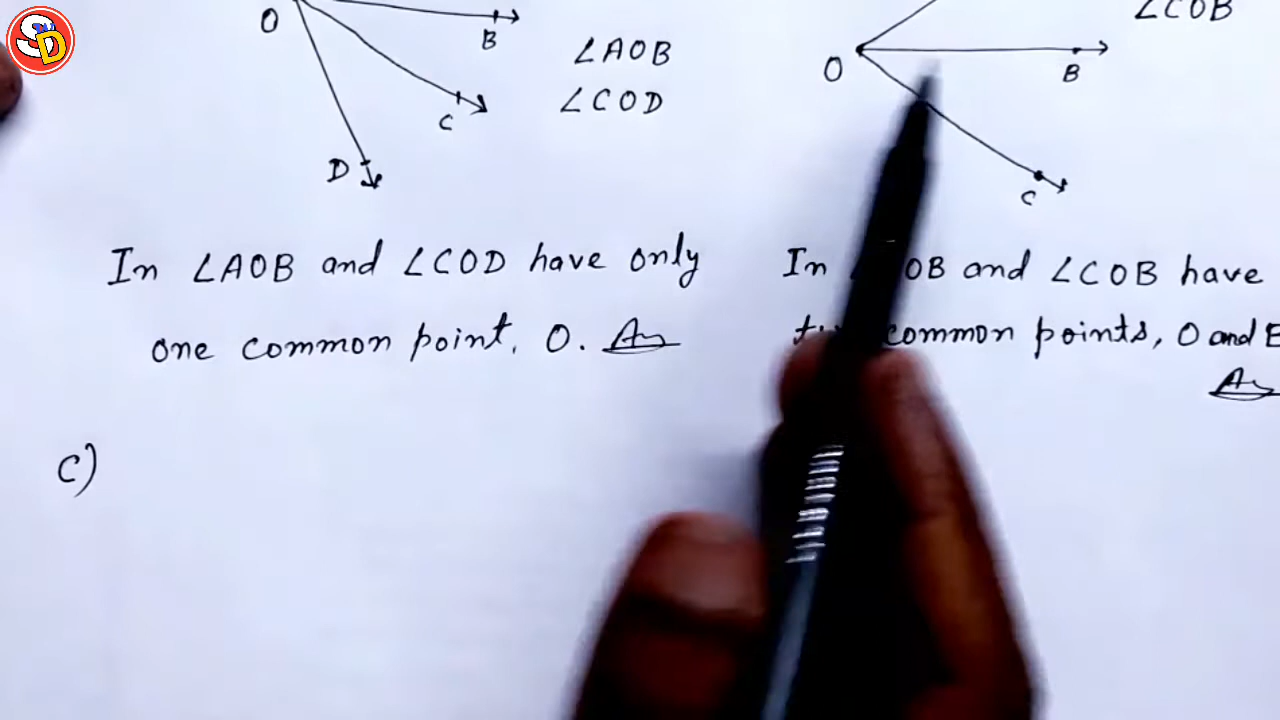 SD
O
B
∠AOB
∠COD
C
D
∠COB
O
B
C
In ∠AOB and ∠COD have only
one common point, O. Ans
In OB and ∠COB have
common points, O and
Ans
C)